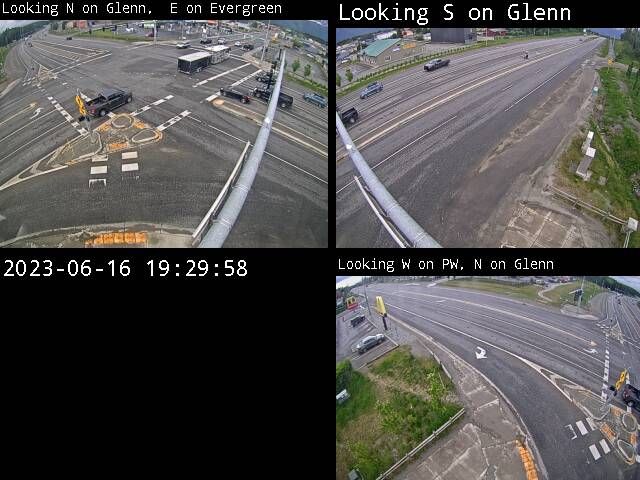 Looking N on Glenn, E on Evergreen
Looking S on Glenn
2023-06-16 19:29:58
Looking W on PW, N on Glenn